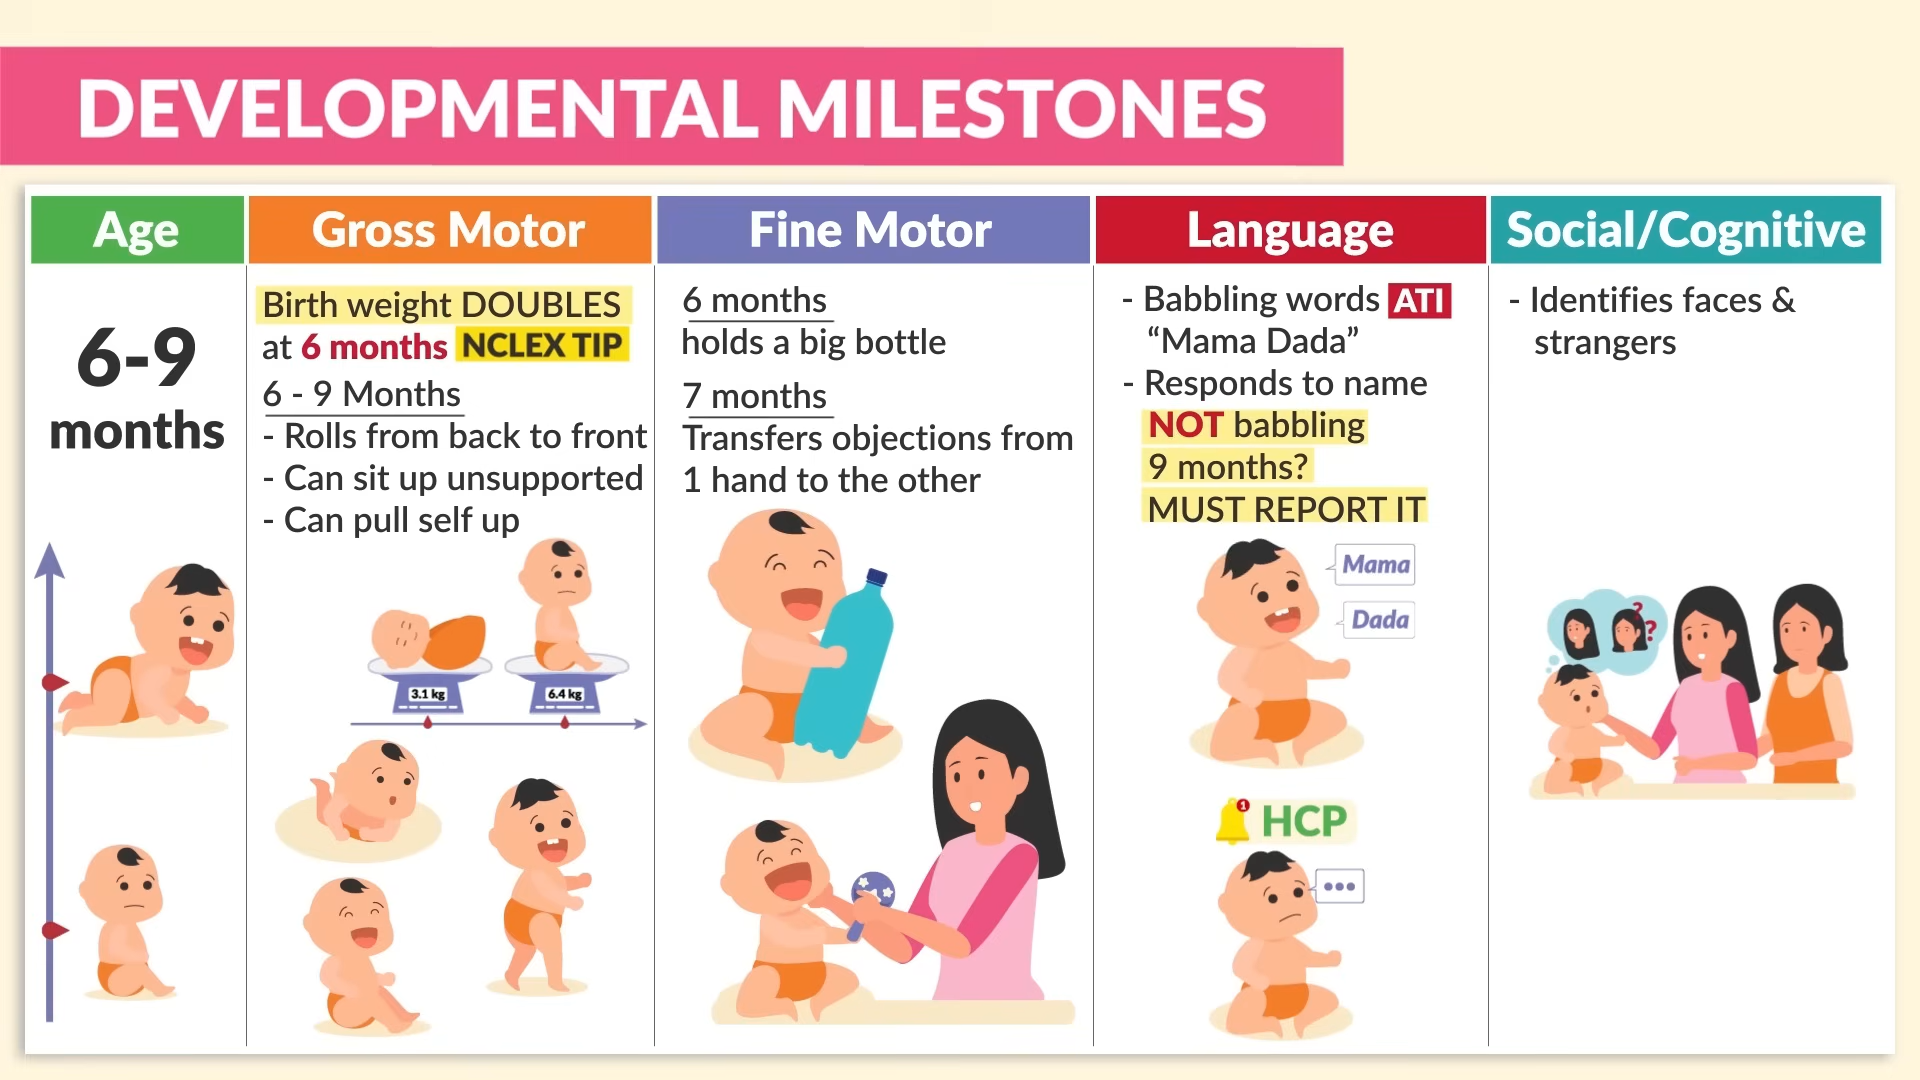 DEVELOPMENTAL MILESTONES
Age
Gross Motor
Fine Motor
Language
Social/Cognitive
6-9
months
Birth weight DOUBLES
at 6 months NCLEX TIP
6 - 9 Months
- Rolls from back to front
- Can sit up unsupported
- Can pull self up
3.1 kg
6.4 kg
6 months
holds a big bottle
7 months
Transfers objections from
1 hand to the other
- Babbling words ATI
“Mama Dada”
- Responds to name
NOT babbling
9 months?
MUST REPORT IT
Mama
Dada
1
HCP
- Identifies faces &
strangers
? ?